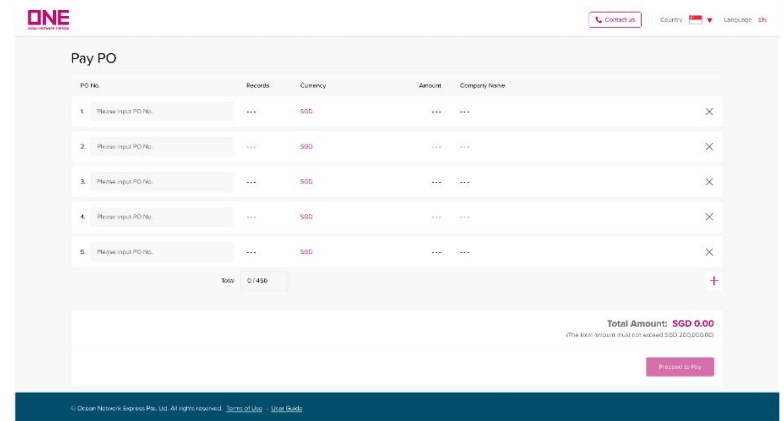 ONE
OCEAN NETWORK EXPRESS
Contact us Country Language EN
Pay PO
PO No. Records Currency Amount Company Name
1. Please input PO No. --- SGD --- ---
2. Please input PO No. --- SGD --- ---
3. Please input PO No. --- SGD --- ---
4. Please input PO No. --- SGD --- ---
5. Please input PO No. --- SGD --- ---
Total 0 / 450
Total Amount: SGD 0.00
(The total amount must not exceed SGD 200,000.00)
Proceed to Pay
© Ocean Network Express Pte. Ltd. All rights reserved. Terms of Use - User Guide